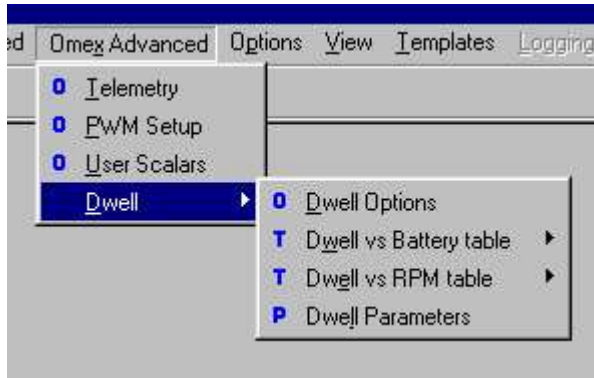 ed Omex Advanced Options View Templates Logging
O Telemetry
O PWM Setup
O User Scalars
Dwell
O Dwell Options
T Dwell vs Battery table
T Dwell vs RPM table
P Dwell Parameters